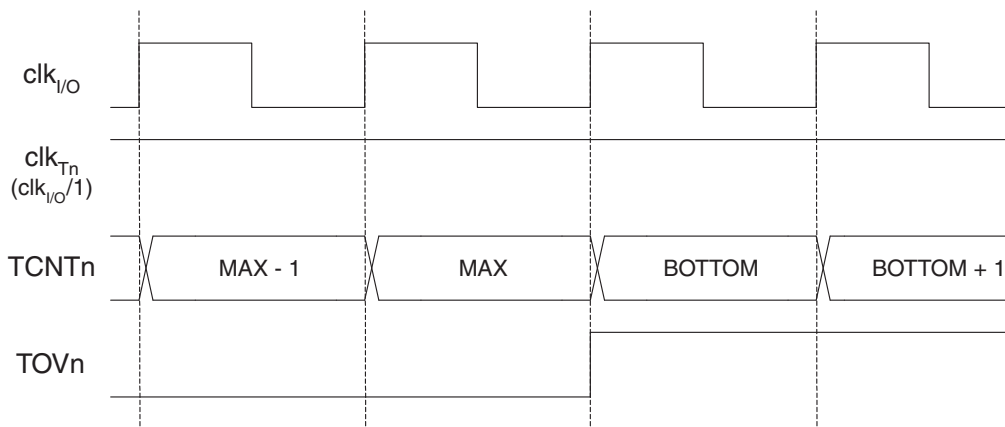 clkI/O
clkTn
(clkI/O/1)
TCNTn
MAX - 1
MAX
BOTTOM
BOTTOM + 1
TOVn